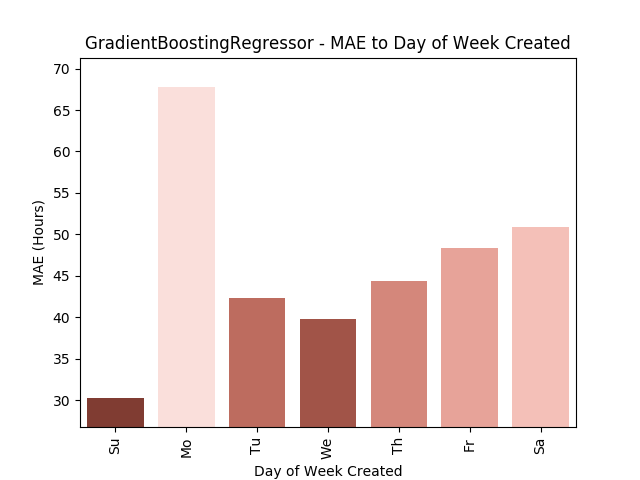 GradientBoostingRegressor - MAE to Day of Week Created
70
65
60
55
50
45
40
35
30
MAE (Hours)
Su
Mo
Tu
We
Th
Fr
Sa
Day of Week Created